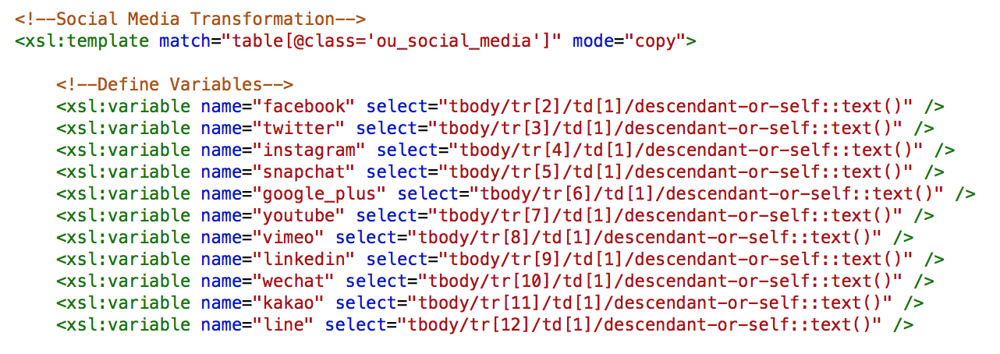 <!--Social Media Transformation-->
<xsl:template match="table[@class='ou_social_media']" mode="copy">
<!--Define Variables-->
<xsl:variable name="facebook" select="tbody/tr[2]/td[1]/descendant-or-self::text()" />
<xsl:variable name="twitter" select="tbody/tr[3]/td[1]/descendant-or-self::text()" />
<xsl:variable name="instagram" select="tbody/tr[4]/td[1]/descendant-or-self::text()" />
<xsl:variable name="snapchat" select="tbody/tr[5]/td[1]/descendant-or-self::text()" />
<xsl:variable name="google_plus" select="tbody/tr[6]/td[1]/descendant-or-self::text()" />
<xsl:variable name="youtube" select="tbody/tr[7]/td[1]/descendant-or-self::text()" />
<xsl:variable name="vimeo" select="tbody/tr[8]/td[1]/descendant-or-self::text()" />
<xsl:variable name="linkedin" select="tbody/tr[9]/td[1]/descendant-or-self::text()" />
<xsl:variable name="wechat" select="tbody/tr[10]/td[1]/descendant-or-self::text()" />
<xsl:variable name="kakao" select="tbody/tr[11]/td[1]/descendant-or-self::text()" />
<xsl:variable name="line" select="tbody/tr[12]/td[1]/descendant-or-self::text()" />